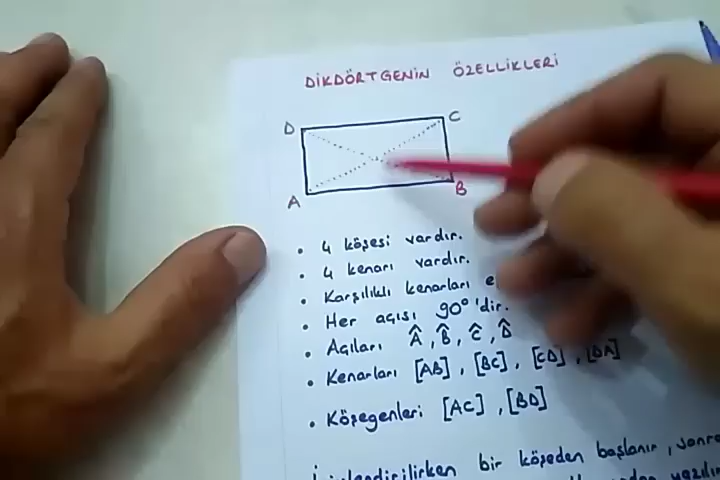 DİKDÖRTGENİN ÖZELLİKLERİ
D C
A B
• 4 köşesi vardır.
• 4 kenarı vardır.
• Karşılıklı kenarları
• Her açısı 90°'dir.
• Açıları Â, B̂, Ĉ, D̂
• Kenarları [AB], [BC], [CD], [DA]
• Köşegenleri [AC], [BD]
bir köşeden başlanır, sonra